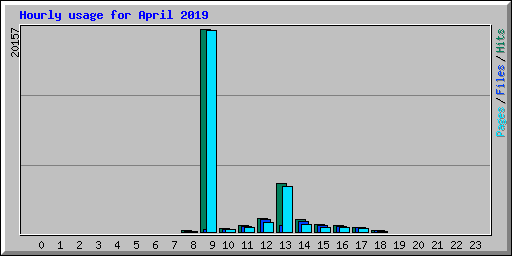 Hourly usage for April 2019
20157
Pages/Files/Hits
0 1 2 3 4 5 6 7 8 9 10 11 12 13 14 15 16 17 18 19 20 21 22 23